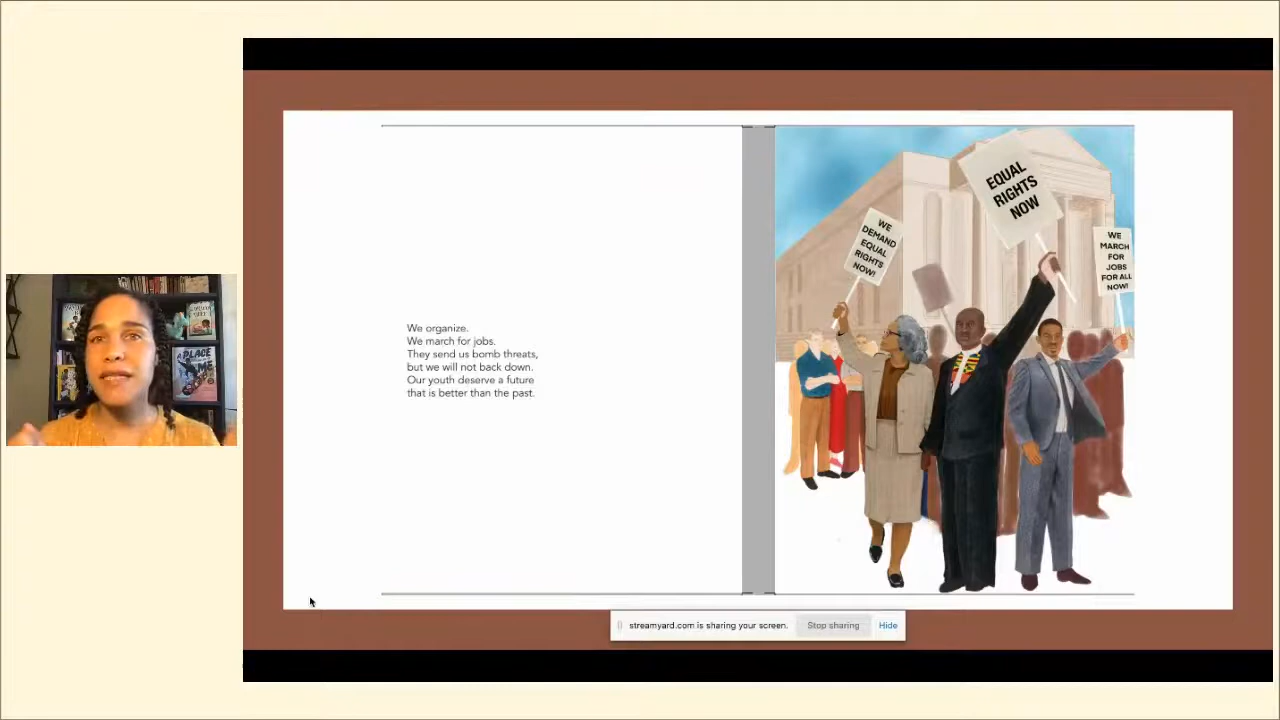 We organize.
We march for jobs.
They send us bomb threats,
but we will not back down.
Our youth deserve a future
that is better than the past.
EQUAL
RIGHTS
NOW
WE
DEMAND
EQUAL
RIGHTS
NOW!
WE
MARCH
FOR
JOBS
FOR ALL
NOW!
A PLACE
streamyard.com is sharing your screen.
Stop sharing
Hide